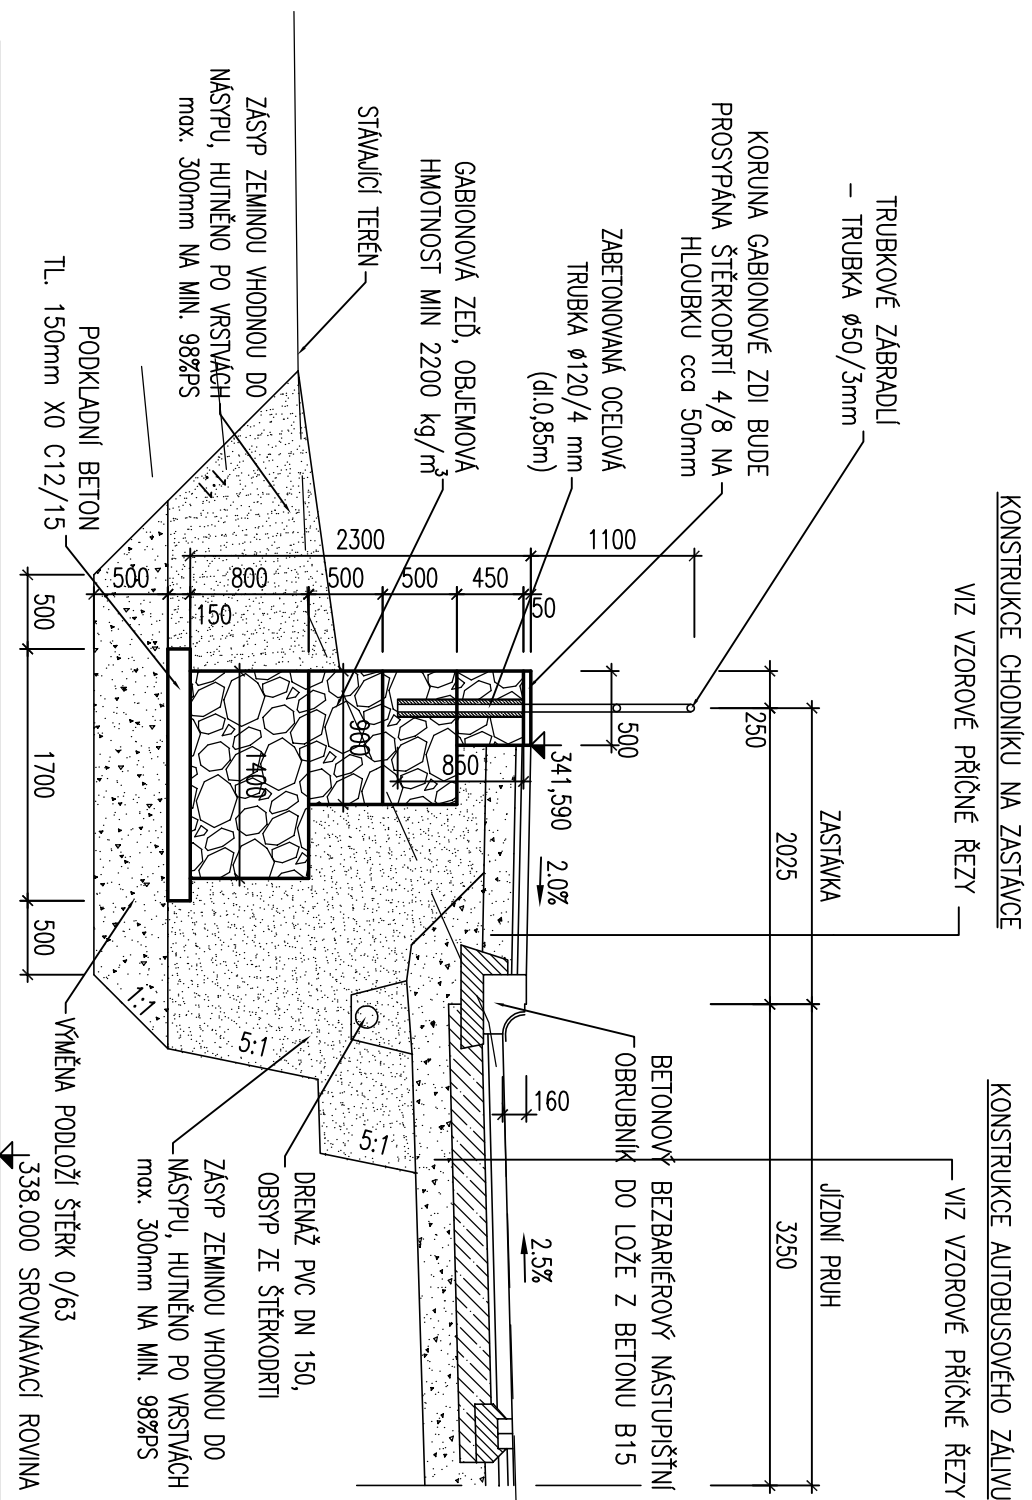 KONSTRUKCE CHODNÍKU NA ZASTÁVCE
VIZ VZOROVÉ PŘÍČNÉ ŘEZY
KONSTRUKCE AUTOBUSOVÉHO ZÁLIVU
VIZ VZOROVÉ PŘÍČNÉ ŘEZY
TRUBKOVÉ ZÁBRADLÍ
– TRUBKA ø50/3mm
KORUNA GABIONOVÉ ZDI BUDE
PROSYPÁNA ŠTĚRKODRTÍ 4/8 NA
HLOUBKU cca 50mm
ZABETONOVANÁ OCELOVÁ
TRUBKA ø120/4 mm
(dl.0,85m)
GABIONOVÁ ZEĎ, OBJEMOVÁ
HMOTNOST MIN 2200 kg/m³
STÁVAJÍCÍ TERÉN
ZÁSYP ZEMINOU VHODNOU DO
NÁSYPU, HUTNĚNO PO VRSTVÁCH
max. 300mm NA MIN. 98%PS
PODKLADNÍ BETON
TL. 150mm X0 C12/15
ZASTÁVKA
JÍZDNÍ PRUH
250
2025
3250
1100
2300
50
450
500
500
800
150
500
500
850
900
1400
341,590
2.0%
2.5%
160
1:1
1:1
5:1
5:1
500
1700
500
BETONOVÝ BEZBARIÉROVÝ NÁSTUPIŠTNÍ
OBRUBNÍK DO LOŽE Z BETONU B15
DRENÁŽ PVC DN 150,
OBSYP ZE ŠTĚRKODRTI
ZÁSYP ZEMINOU VHODNOU DO
NÁSYPU, HUTNĚNO PO VRSTVÁCH
max. 300mm NA MIN. 98%PS
VÝMĚNA PODLOŽÍ ŠTĚRK 0/63
338.000 SROVNÁVACÍ ROVINA